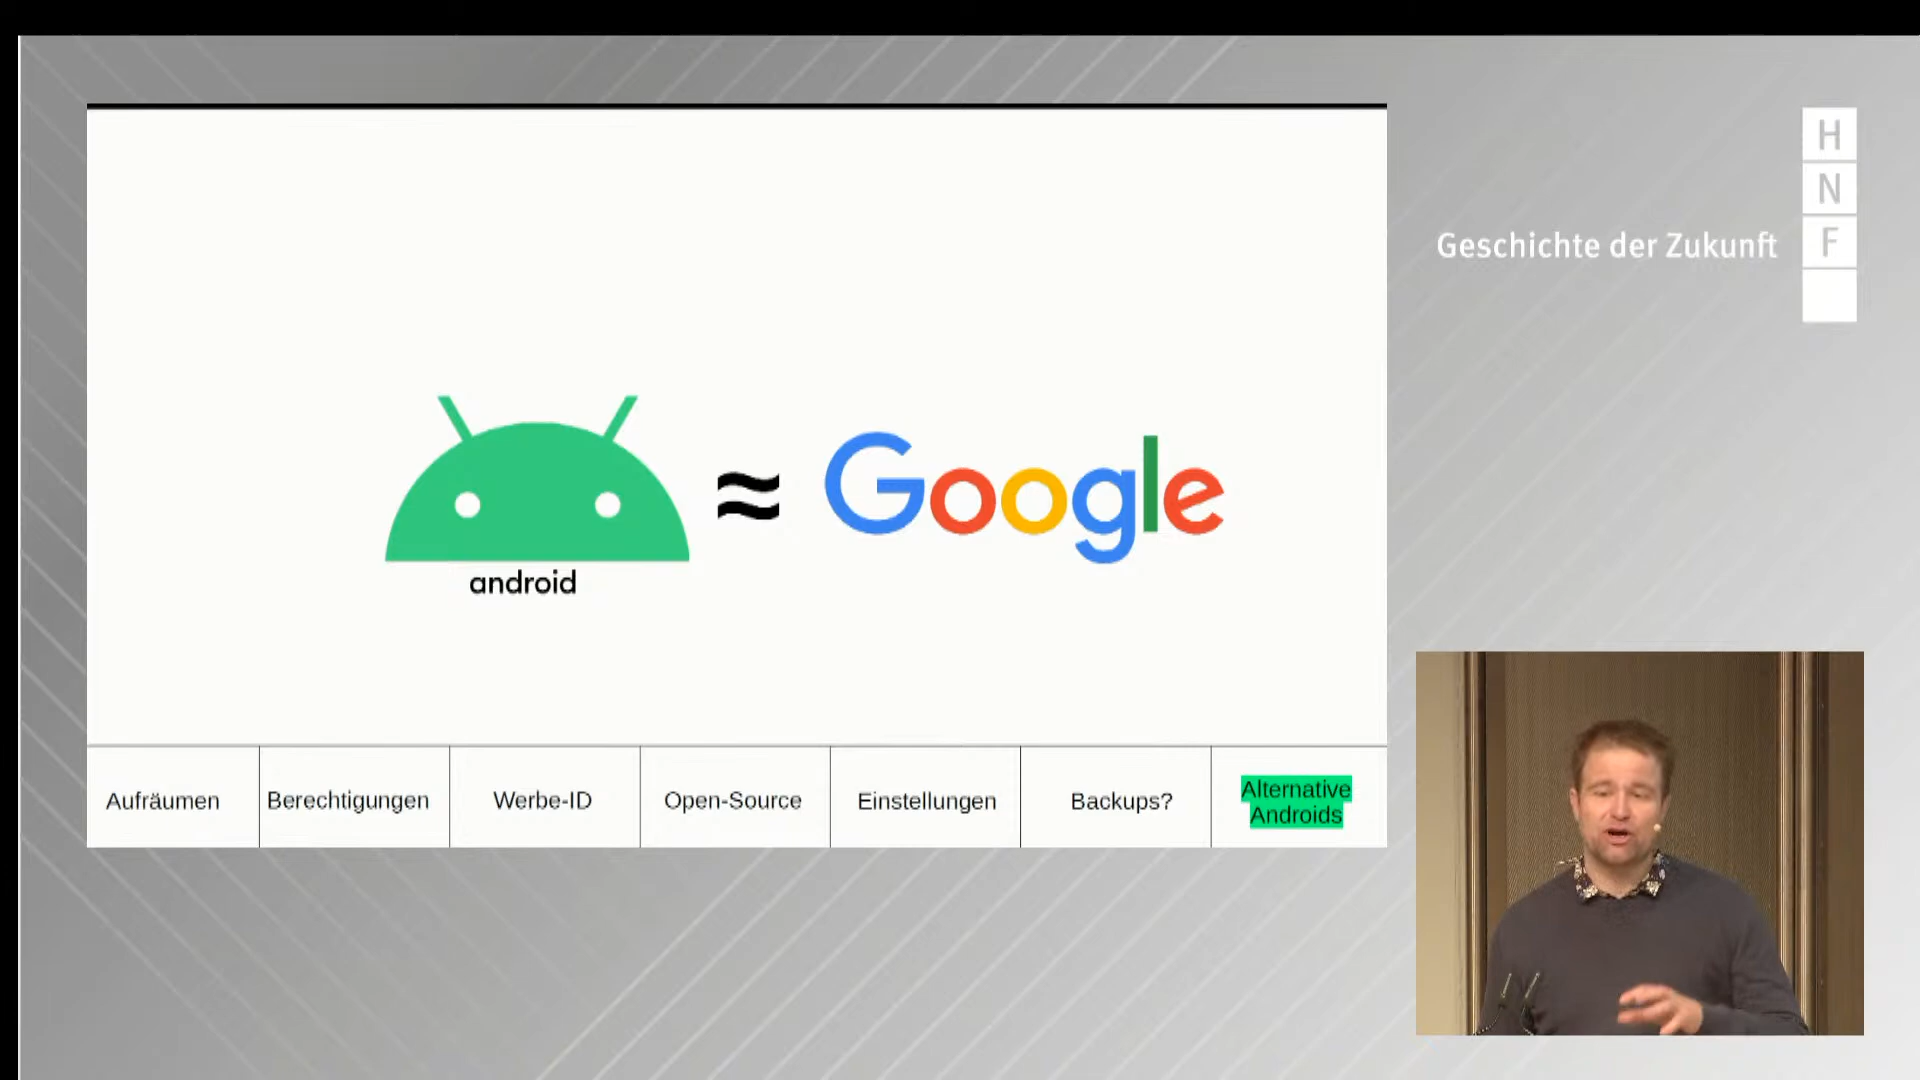 H
N
F
Geschichte der Zukunft
android
≈
Google
Aufräumen
Berechtigungen
Werbe-ID
Open-Source
Einstellungen
Backups?
Alternative
Androids